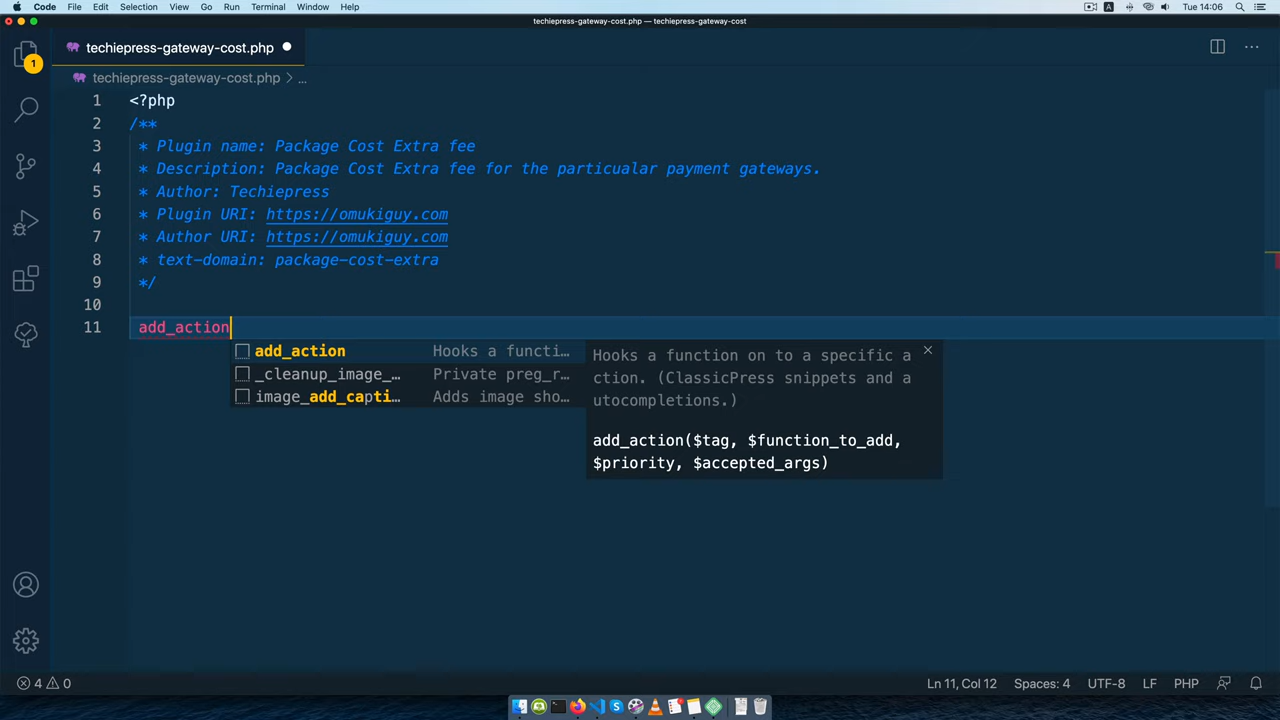 Code File Edit Selection View Go Run Terminal Window Help A Tue 14:06
techiepress-gateway-cost.php — techiepress-gateway-cost
techiepress-gateway-cost.php
techiepress-gateway-cost.php > ...
1
1 <?php
2 /**
3 * Plugin name: Package Cost Extra fee
4 * Description: Package Cost Extra fee for the particualar payment gateways.
5 * Author: Techiepress
6 * Plugin URI: https://omukiguy.com
7 * Author URI: https://omukiguy.com
8 * text-domain: package-cost-extra
9 */
10
11 add_action
add_action Hooks a functi…
_cleanup_image_… Private preg_r…
image_add_capti… Adds image sho…
Hooks a function on to a specific a
ction. (ClassicPress snippets and a
utocompletions.)
add_action($tag, $function_to_add,
$priority, $accepted_args)
4 0 Ln 11, Col 12 Spaces: 4 UTF-8 LF PHP